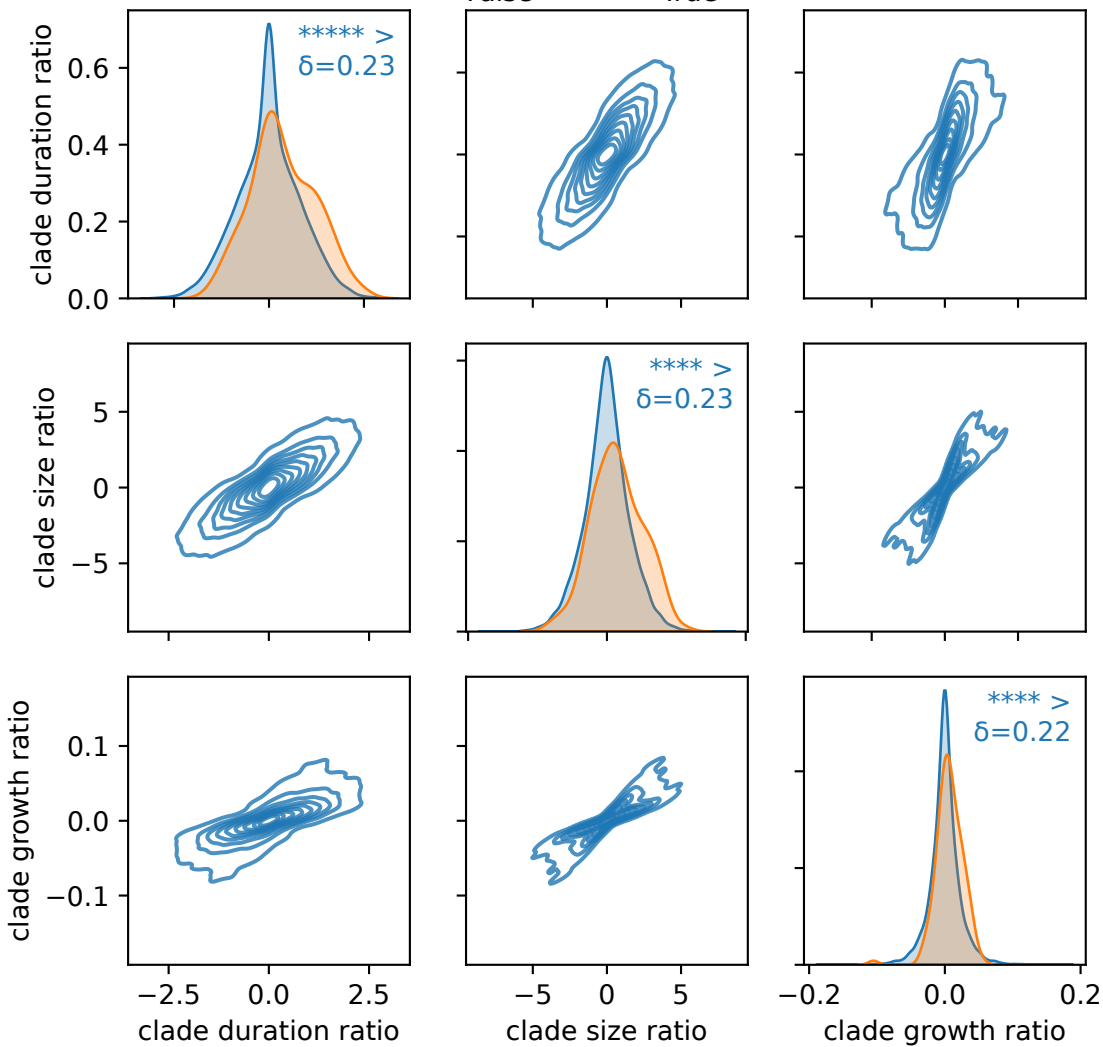 ***** >
δ=0.23
clade duration ratio
0.6
0.4
0.2
0.0
**** >
δ=0.23
clade size ratio
5
0
−5
**** >
δ=0.22
clade growth ratio
0.1
0.0
−0.1
−2.5 0.0 2.5
−5 0 5
−0.2 0.0 0.2
clade duration ratio
clade size ratio
clade growth ratio